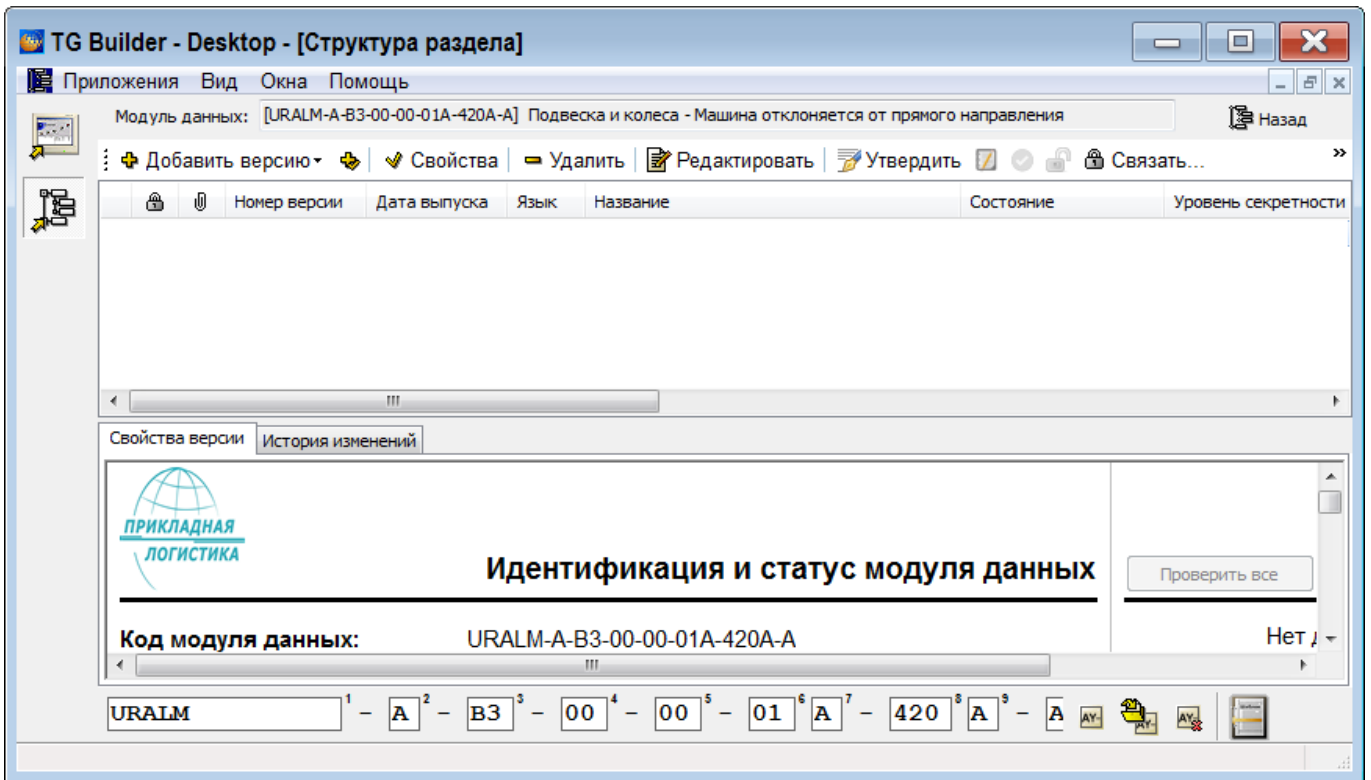 TG Builder - Desktop - [Структура раздела]
Приложения Вид Окна Помощь
Модуль данных: [URALM-A-B3-00-00-01A-420A-A] Подвеска и колеса - Машина отклоняется от прямого направления Назад
Добавить версию Свойства Удалить Редактировать Утвердить Связать... »
Номер версии Дата выпуска Язык Название Состояние Уровень секретности
Свойства версии История изменений
ПРИКЛАДНАЯ
ЛОГИСТИКА
Идентификация и статус модуля данных Проверить все
Код модуля данных: URALM-A-B3-00-00-01A-420A-A Нет
URALM 1 - A 2 - B3 3 - 00 4 - 00 5 - 01 6 A 7 - 420 8 A 9 - A AY- AY- AY